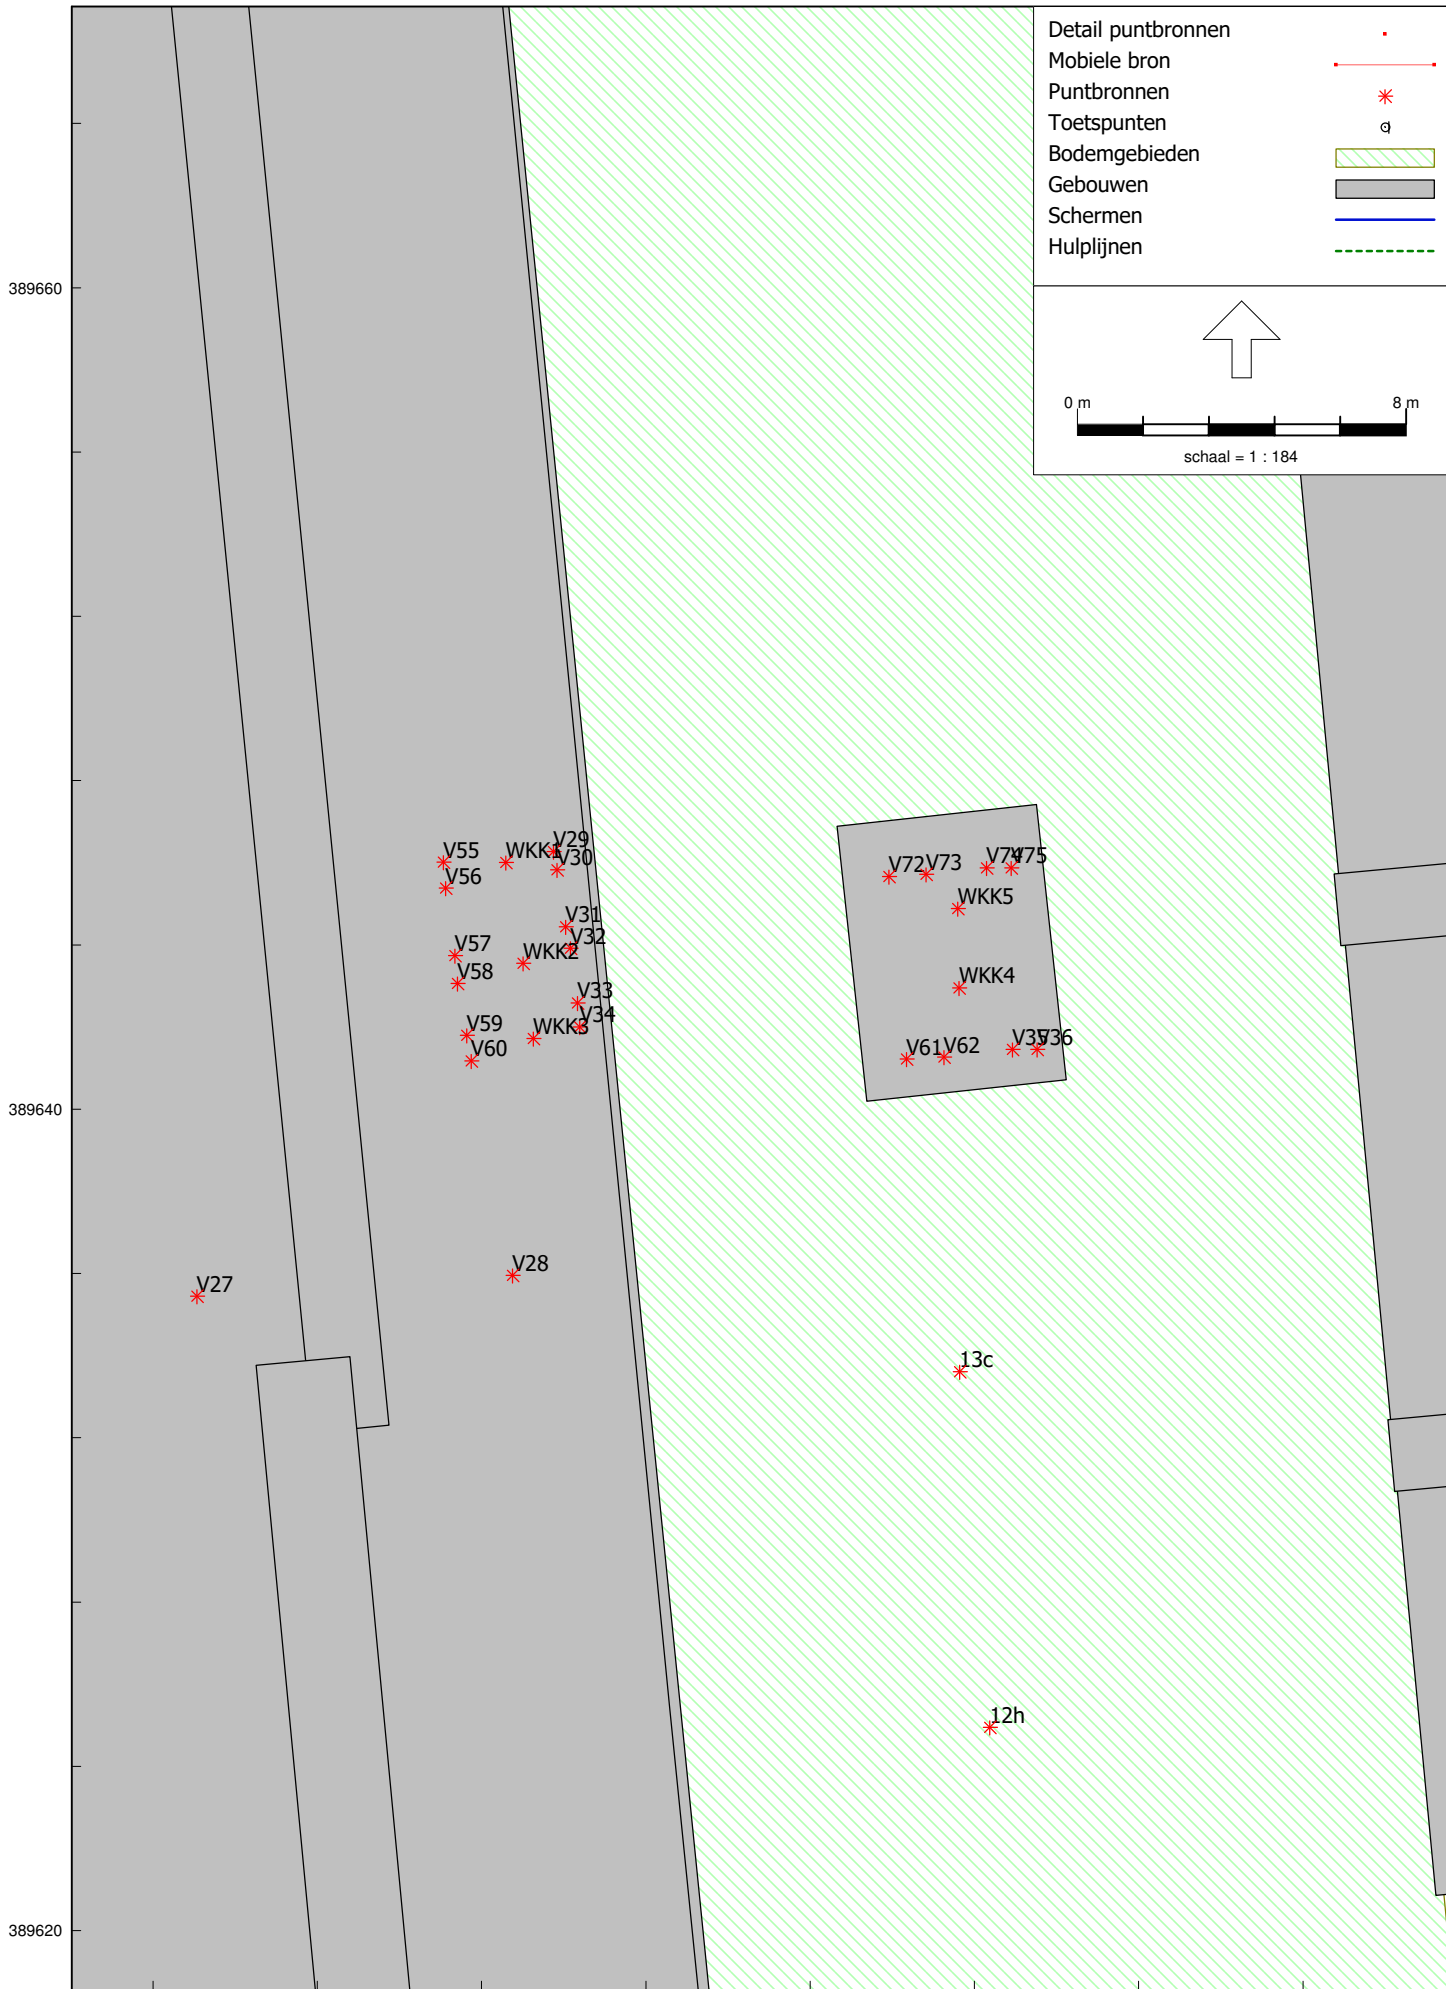 Detail puntbronnen
Mobiele bron
Puntbronnen
Toetspunten
Bodemgebieden
Gebouwen
Schermen
Hulplijnen
389660
0 m 8 m
schaal = 1 : 184
V29
V55 WKK1
V30
V74 V75
V72 V73
V56
WKK5
V31
V32
V57 WKK2
V58
WKK4
V33
V34
V59 WKK3
V35 V36
V60
V61 V62
389640
V28
V27
13c
12h
389620